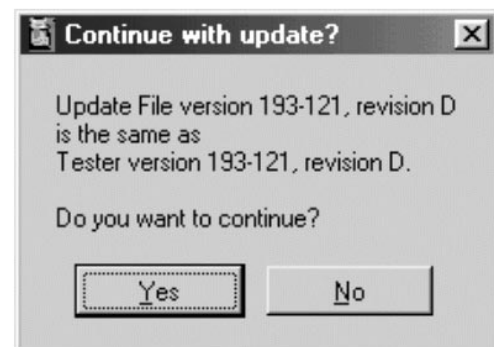 Continue with update?
Update File version 193-121, revision D
is the same as
Tester version 193-121, revision D.
Do you want to continue?
Yes
No